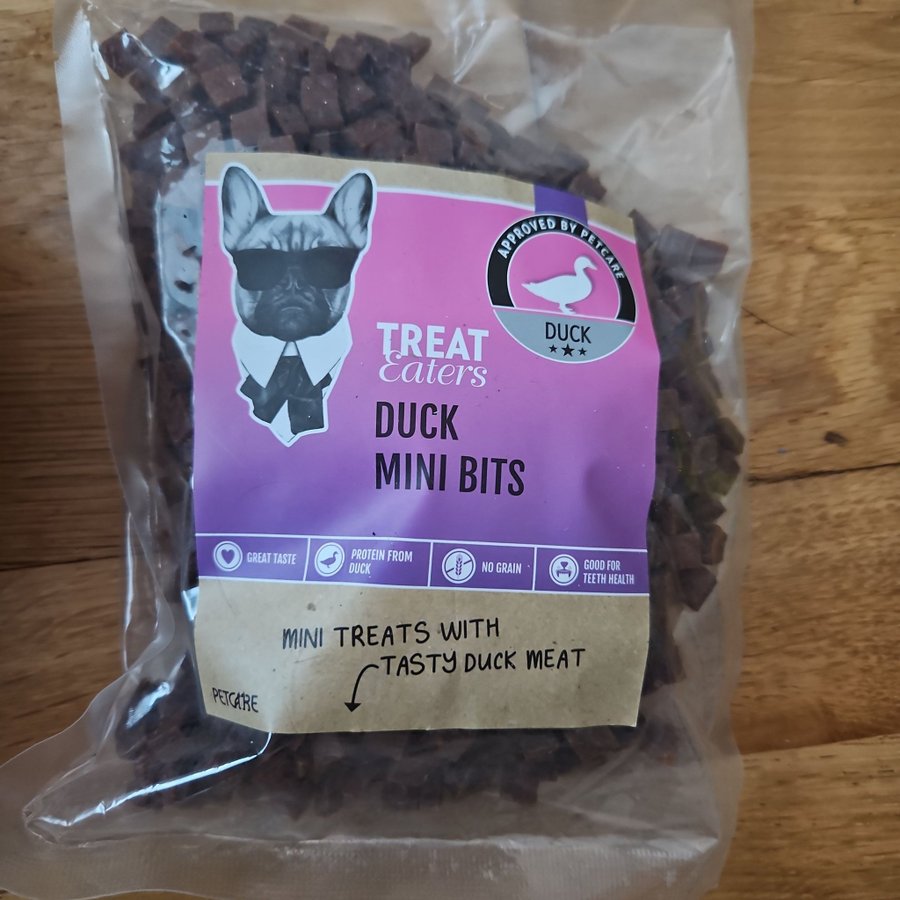 APPROVED BY PETCARE
DUCK
TREAT
Eaters
DUCK
MINI BITS
GREAT TASTE
PROTEIN FROM
DUCK
NO GRAIN
GOOD FOR
TEETH HEALTH
MINI TREATS WITH
TASTY DUCK MEAT
PETCARE